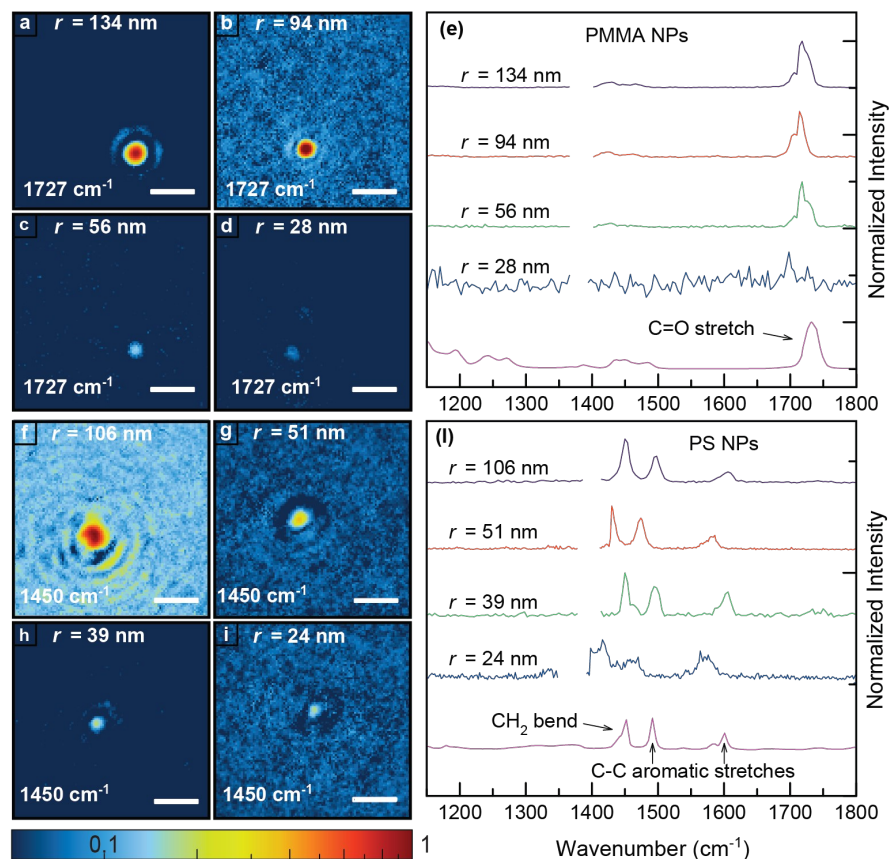 a r = 134 nm
1727 cm-1
b r = 94 nm
1727 cm-1
c r = 56 nm
1727 cm-1
d r = 28 nm
1727 cm-1
(e) PMMA NPs
r = 134 nm
r = 94 nm
r = 56 nm
r = 28 nm
C=O stretch
1200 1300 1400 1500 1600 1700 1800
Normalized Intensity
f r = 106 nm
1450 cm-1
g r = 51 nm
1450 cm-1
h r = 39 nm
1450 cm-1
i r = 24 nm
1450 cm-1
0.1 1
(l) PS NPs
r = 106 nm
r = 51 nm
r = 39 nm
r = 24 nm
CH2 bend
C-C aromatic stretches
1200 1300 1400 1500 1600 1700 1800
Wavenumber (cm-1)
Normalized Intensity